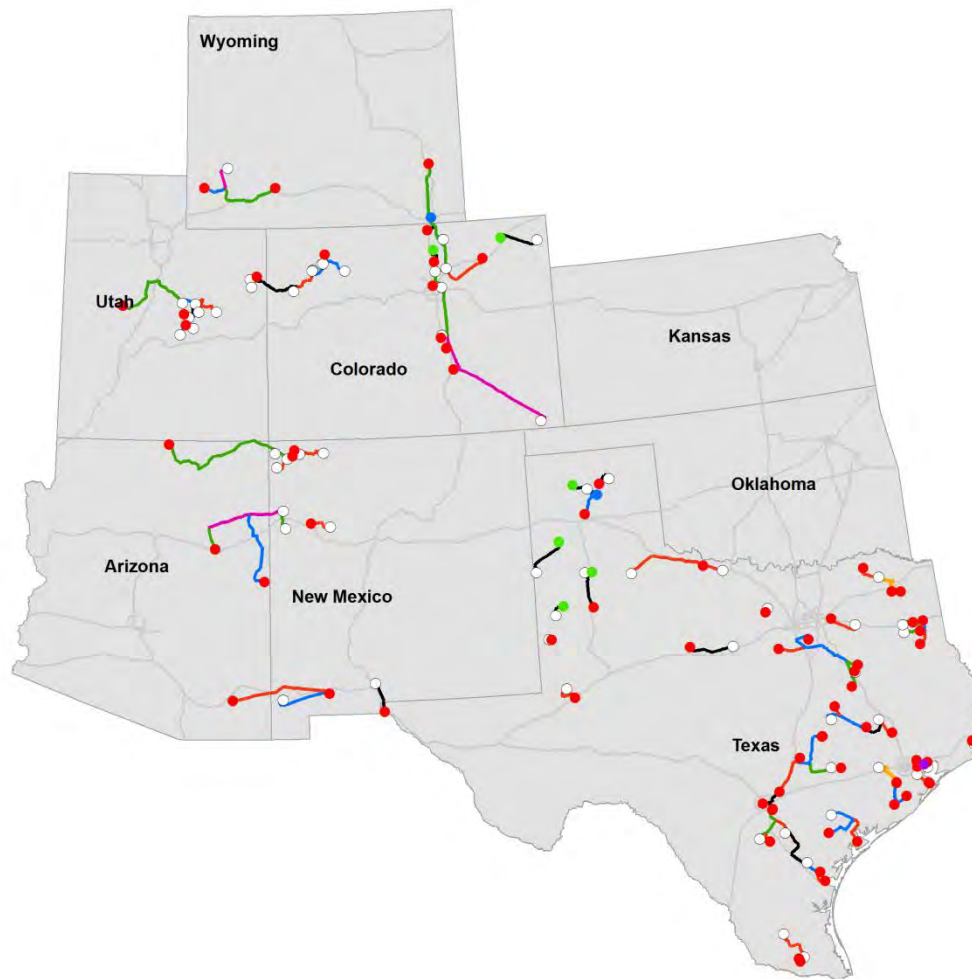 Wyoming
Utah
Colorado
Kansas
Oklahoma
Arizona
New Mexico
Texas